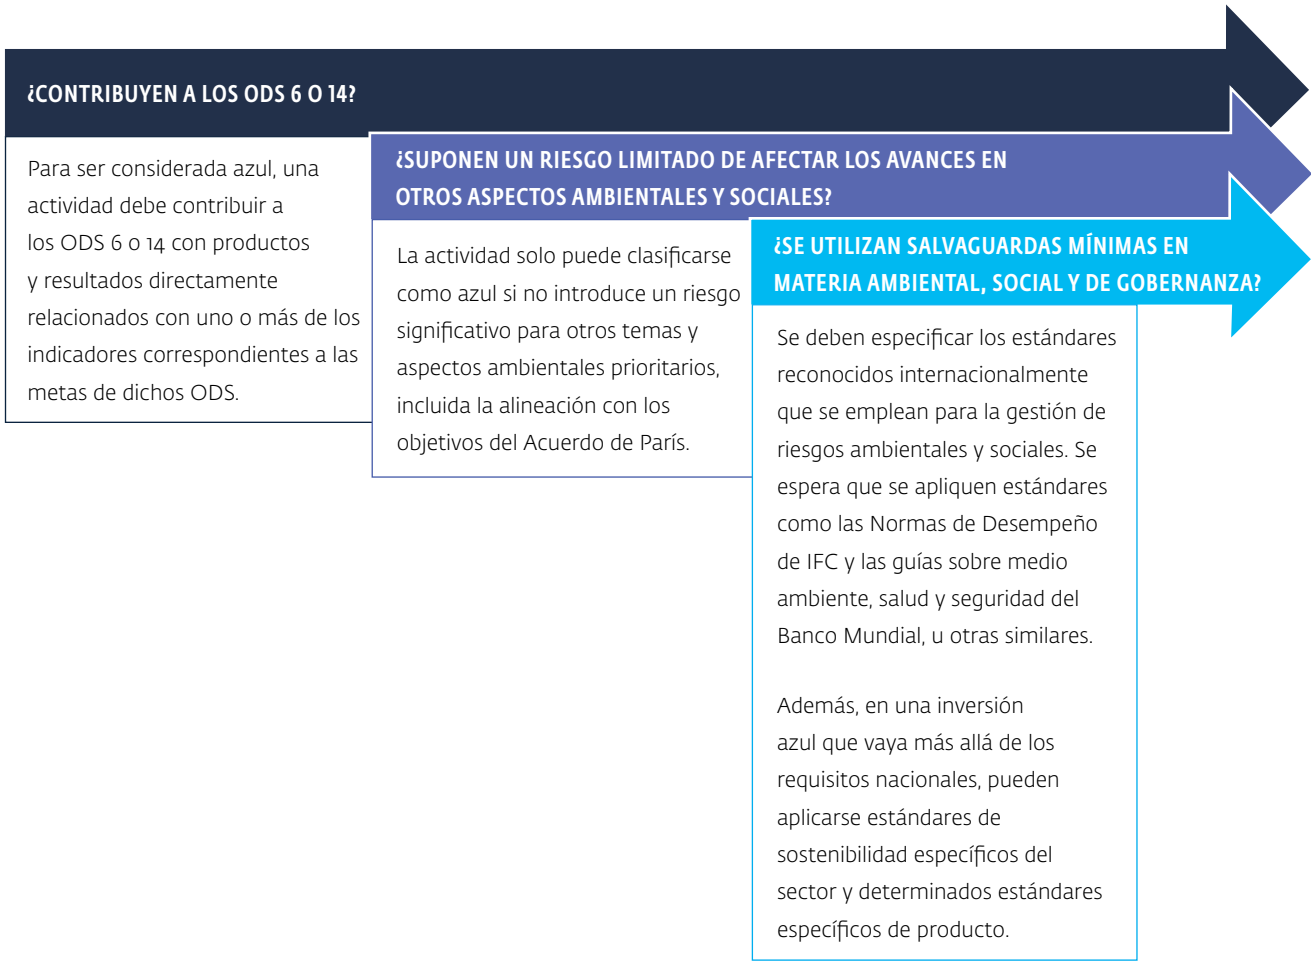 ¿CONTRIBUYEN A LOS ODS 6 O 14?
Para ser considerada azul, una
actividad debe contribuir a
los ODS 6 o 14 con productos
y resultados directamente
relacionados con uno o más de los
indicadores correspondientes a las
metas de dichos ODS.
¿SUPONEN UN RIESGO LIMITADO DE AFECTAR LOS AVANCES EN
OTROS ASPECTOS AMBIENTALES Y SOCIALES?
La actividad solo puede clasificarse
como azul si no introduce un riesgo
significativo para otros temas y
aspectos ambientales prioritarios,
incluida la alineación con los
objetivos del Acuerdo de París.
¿SE UTILIZAN SALVAGUARDAS MÍNIMAS EN
MATERIA AMBIENTAL, SOCIAL Y DE GOBERNANZA?
Se deben especificar los estándares
reconocidos internacionalmente
que se emplean para la gestión de
riesgos ambientales y sociales. Se
espera que se apliquen estándares
como las Normas de Desempeño
de IFC y las guías sobre medio
ambiente, salud y seguridad del
Banco Mundial, u otras similares.
Además, en una inversión
azul que vaya más allá de los
requisitos nacionales, pueden
aplicarse estándares de
sostenibilidad específicos del
sector y determinados estándares
específicos de producto.